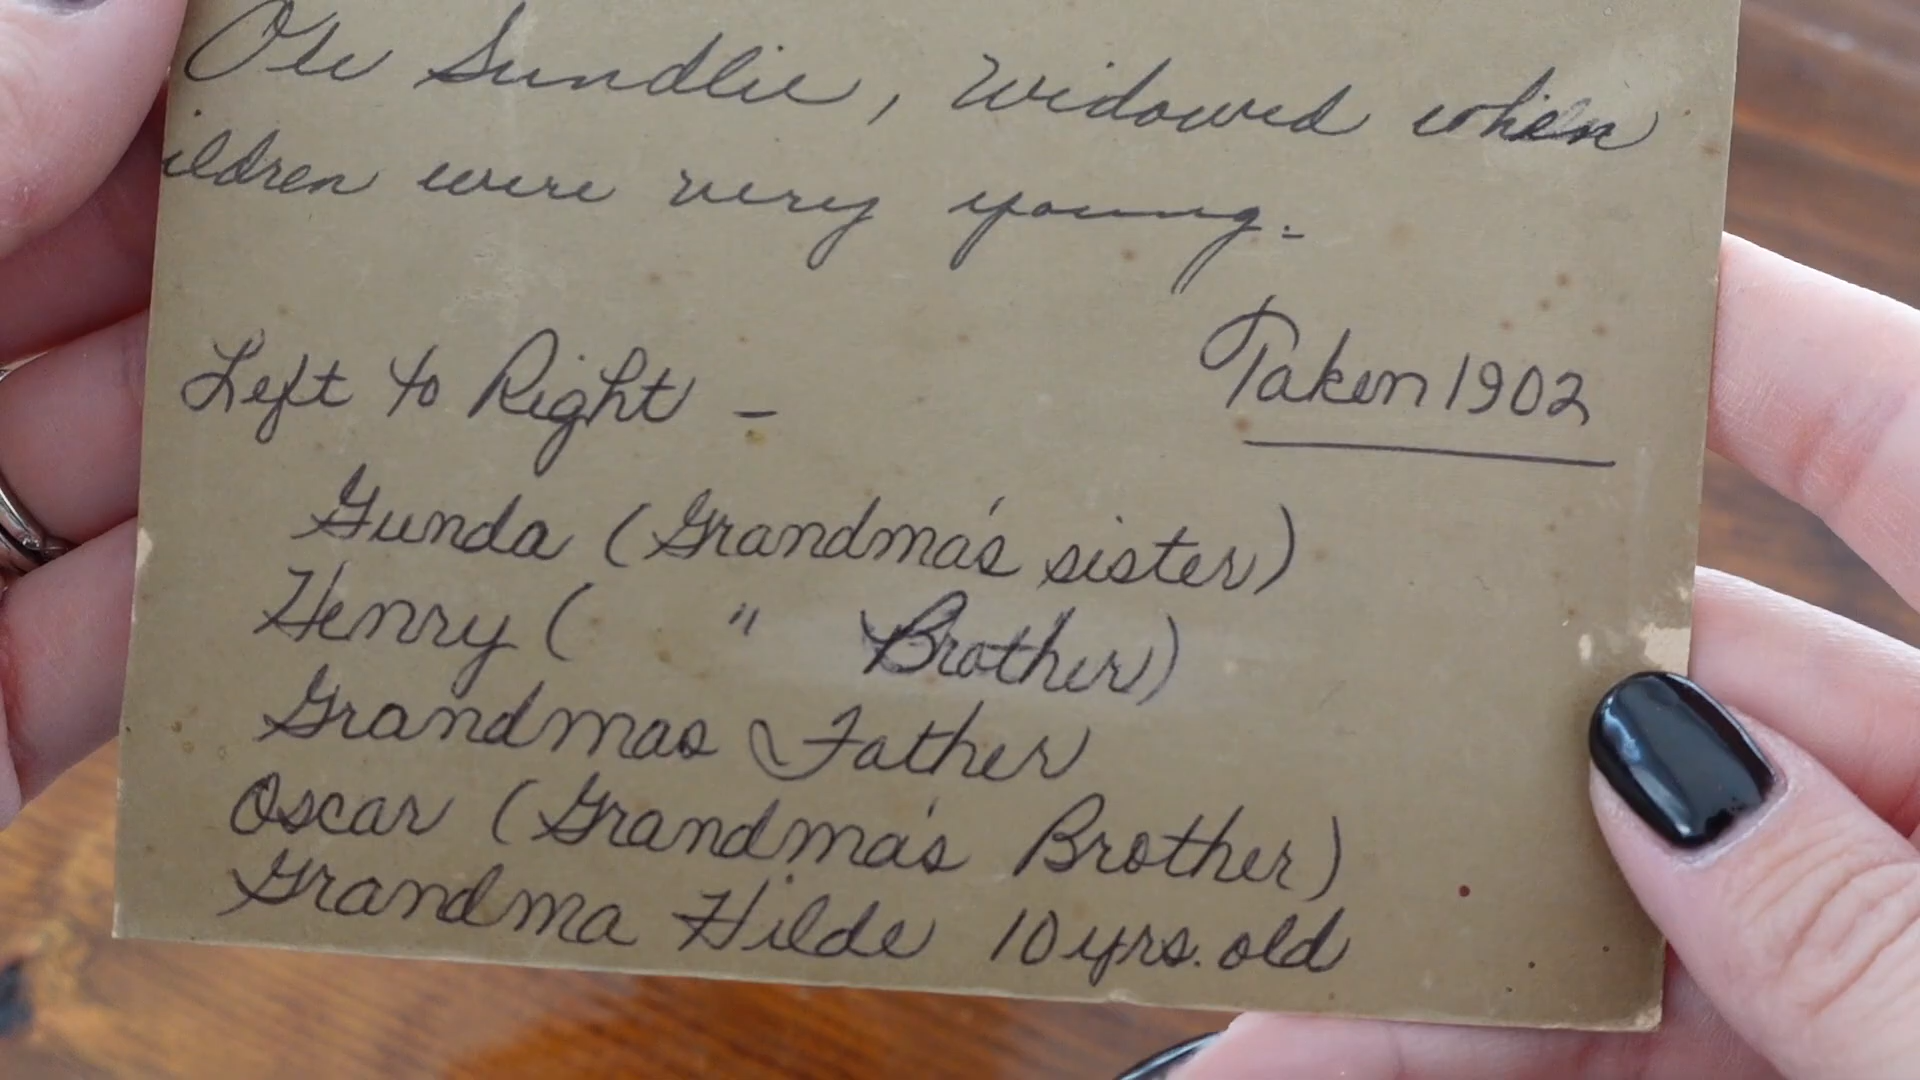 Ole Sundlie, Widowed when
ildren were very young.
Left to Right -
Taken 1902
Gunda (Grandma's sister)
Henry ( " Brother)
Grandmas Father
Oscar (Grandma's Brother)
Grandma Hilde 10 yrs. old